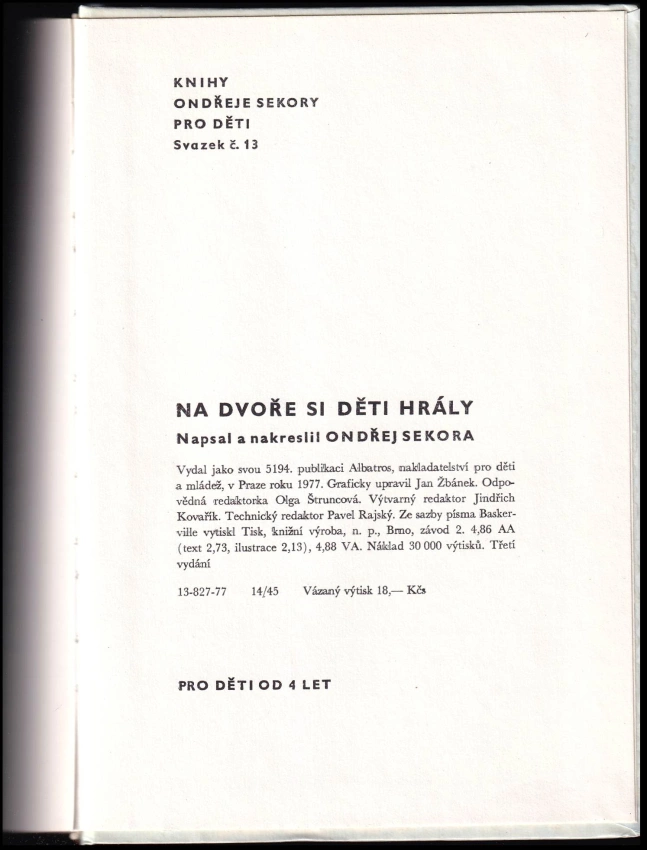 KNIHY
ONDŘEJE SEKORY
PRO DĚTI
Svazek č. 13
NA DVOŘE SI DĚTI HRÁLY
Napsal a nakreslil ONDŘEJ SEKORA
Vydal jako svou 5194. publikaci Albatros, nakladatelství pro děti
a mládež, v Praze roku 1977. Graficky upravil Jan Žbánek. Odpo-
vědná redaktorka Olga Štruncová. Výtvarný redaktor Jindřich
Kovařík. Technický redaktor Pavel Rajský. Ze sazby písma Basker-
ville vytiskl Tisk, knižní výroba, n. p., Brno, závod 2. 4,86 AA
(text 2,73, ilustrace 2,13), 4,88 VA. Náklad 30 000 výtisků. Třetí
vydání
13-827-77 14/45 Vázaný výtisk 18,— Kčs
PRO DĚTI OD 4 LET